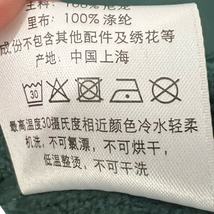 里布: 100% 涤纶
成份不包含其他配件及绣花等
产地: 中国上海
30
最高温度30摄氏度相近颜色冷水轻柔
机洗, 不可氯漂, 不可烘干,
低温整烫, 不可干洗